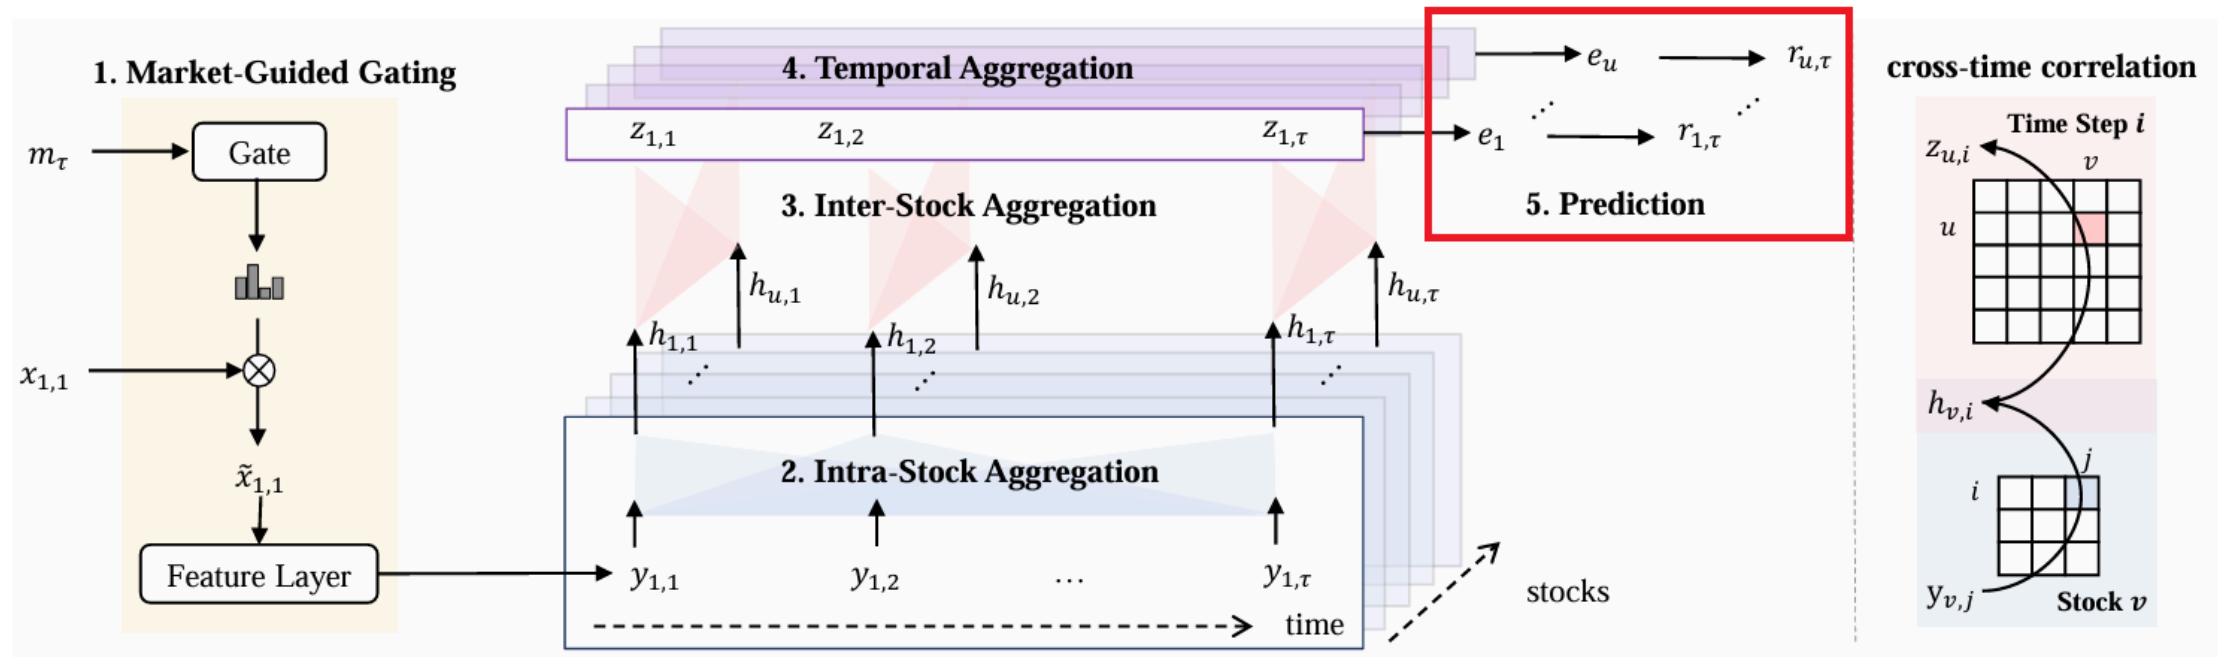 1. Market-Guided Gating
m_τ
Gate
x_{1,1}
x̃_{1,1}
Feature Layer
4. Temporal Aggregation
z_{1,1} z_{1,2} z_{1,τ}
3. Inter-Stock Aggregation
h_{u,1} h_{u,2} h_{u,τ}
h_{1,1} h_{1,2} h_{1,τ}
⋰ ⋰ ⋰
2. Intra-Stock Aggregation
y_{1,1} y_{1,2} … y_{1,τ}
time
stocks
e_u r_{u,τ}
⋰ ⋰
e_1 r_{1,τ}
5. Prediction
cross-time correlation
Time Step i
z_{u,i}
v
u
h_{v,i}
j
i
y_{v,j}
Stock v